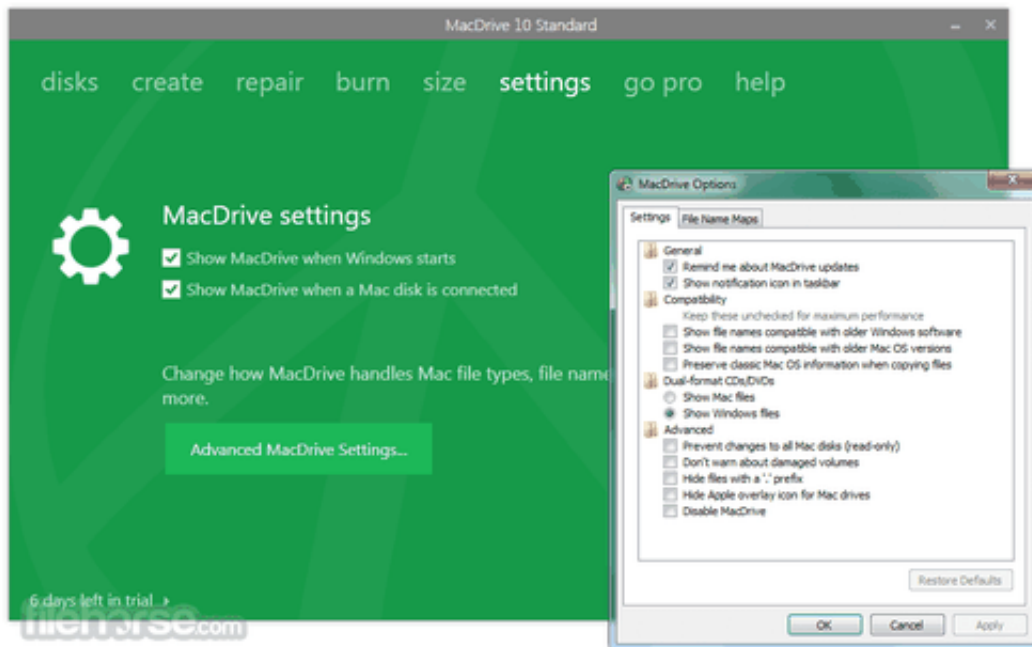 MacDrive 10 Standard
disks create repair burn size settings go pro help
MacDrive settings
Show MacDrive when Windows starts
Show MacDrive when a Mac disk is connected
Change how MacDrive handles Mac file types, file name
more.
Advanced MacDrive Settings...
6 days left in trial
filehorse.com
MacDrive Options
Settings File Name Maps
General
Remind me about MacDrive updates
Show notification icon in taskbar
Compatibility
Keep these unchecked for maximum performance
Show file names compatible with older Windows software
Show file names compatible with older Mac OS versions
Preserve classic Mac OS information when copying files
Dual-format CDs/DVDs
Show Mac files
Show Windows files
Advanced
Prevent changes to all Mac disks (read-only)
Don't warn about damaged volumes
Hide files with a '.' prefix
Hide Apple overlay icon for Mac drives
Disable MacDrive
Restore Defaults
OK Cancel Apply